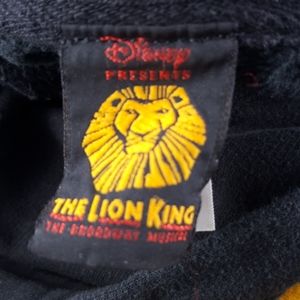 Disney
PRESENTS
THE LION KING
THE BROADWAY MUSICAL